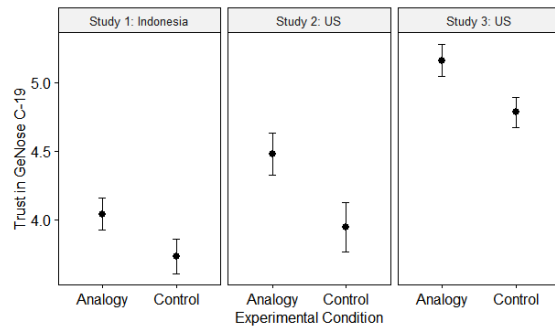 Study 1: Indonesia
Study 2: US
Study 3: US
Trust in GeNose C-19
5.0
4.5
4.0
Analogy Control
Analogy Control
Analogy Control
Experimental Condition